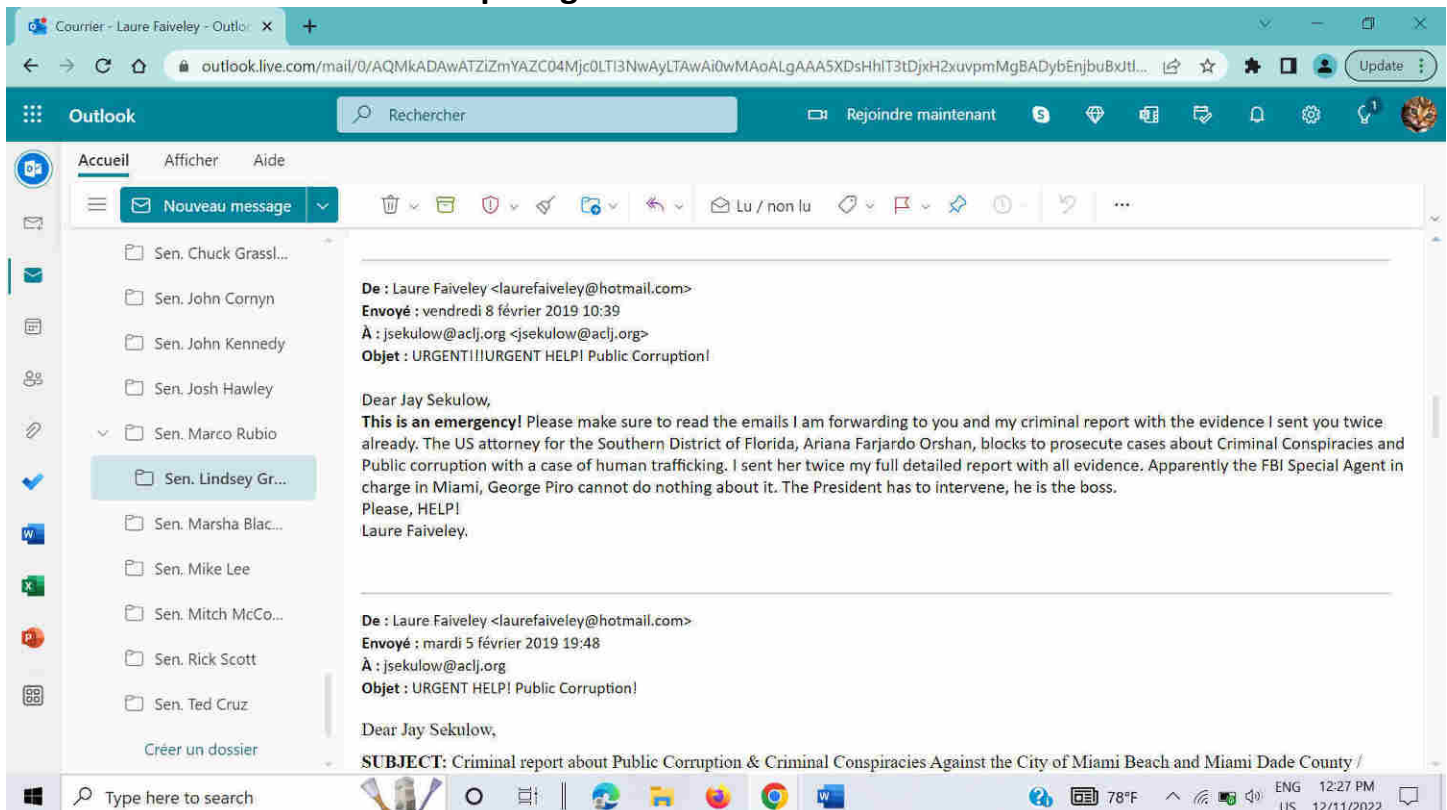 Courrier - Laure Faiveley - Outlo
outlook.live.com/mail/0/AQMkADAwATZiZmYAZC04Mjc0LTI3NwAyLTAwAi0wMAoALgAAA5XDsHhIT3tDjxH2xuvpmMgBADybEnjbuBxJtl...
Update
Outlook
Rechercher
Rejoindre maintenant
1
Accueil Afficher Aide
Nouveau message
Lu / non lu
Sen. Chuck Grassl...
Sen. John Cornyn
Sen. John Kennedy
Sen. Josh Hawley
Sen. Marco Rubio
Sen. Lindsey Gr...
Sen. Marsha Blac...
Sen. Mike Lee
Sen. Mitch McCo...
Sen. Rick Scott
Sen. Ted Cruz
Créer un dossier
De : Laure Faiveley <laurefaiveley@hotmail.com>
Envoyé : vendredi 8 février 2019 10:39
À : jsekulow@aclj.org <jsekulow@aclj.org>
Objet : URGENT!!!URGENT HELP! Public Corruption!
Dear Jay Sekulow,
This is an emergency! Please make sure to read the emails I am forwarding to you and my criminal report with the evidence I sent you twice
already. The US attorney for the Southern District of Florida, Ariana Farjardo Orshan, blocks to prosecute cases about Criminal Conspiracies and
Public corruption with a case of human trafficking. I sent her twice my full detailed report with all evidence. Apparently the FBI Special Agent in
charge in Miami, George Piro cannot do nothing about it. The President has to intervene, he is the boss.
Please, HELP!
Laure Faiveley.
De : Laure Faiveley <laurefaiveley@hotmail.com>
Envoyé : mardi 5 février 2019 19:48
À : jsekulow@aclj.org
Objet : URGENT HELP! Public Corruption!
Dear Jay Sekulow,
SUBJECT: Criminal report about Public Corruption & Criminal Conspiracies Against the City of Miami Beach and Miami Dade County /
Type here to search
78°F
ENG
US
12:27 PM
12/11/2022